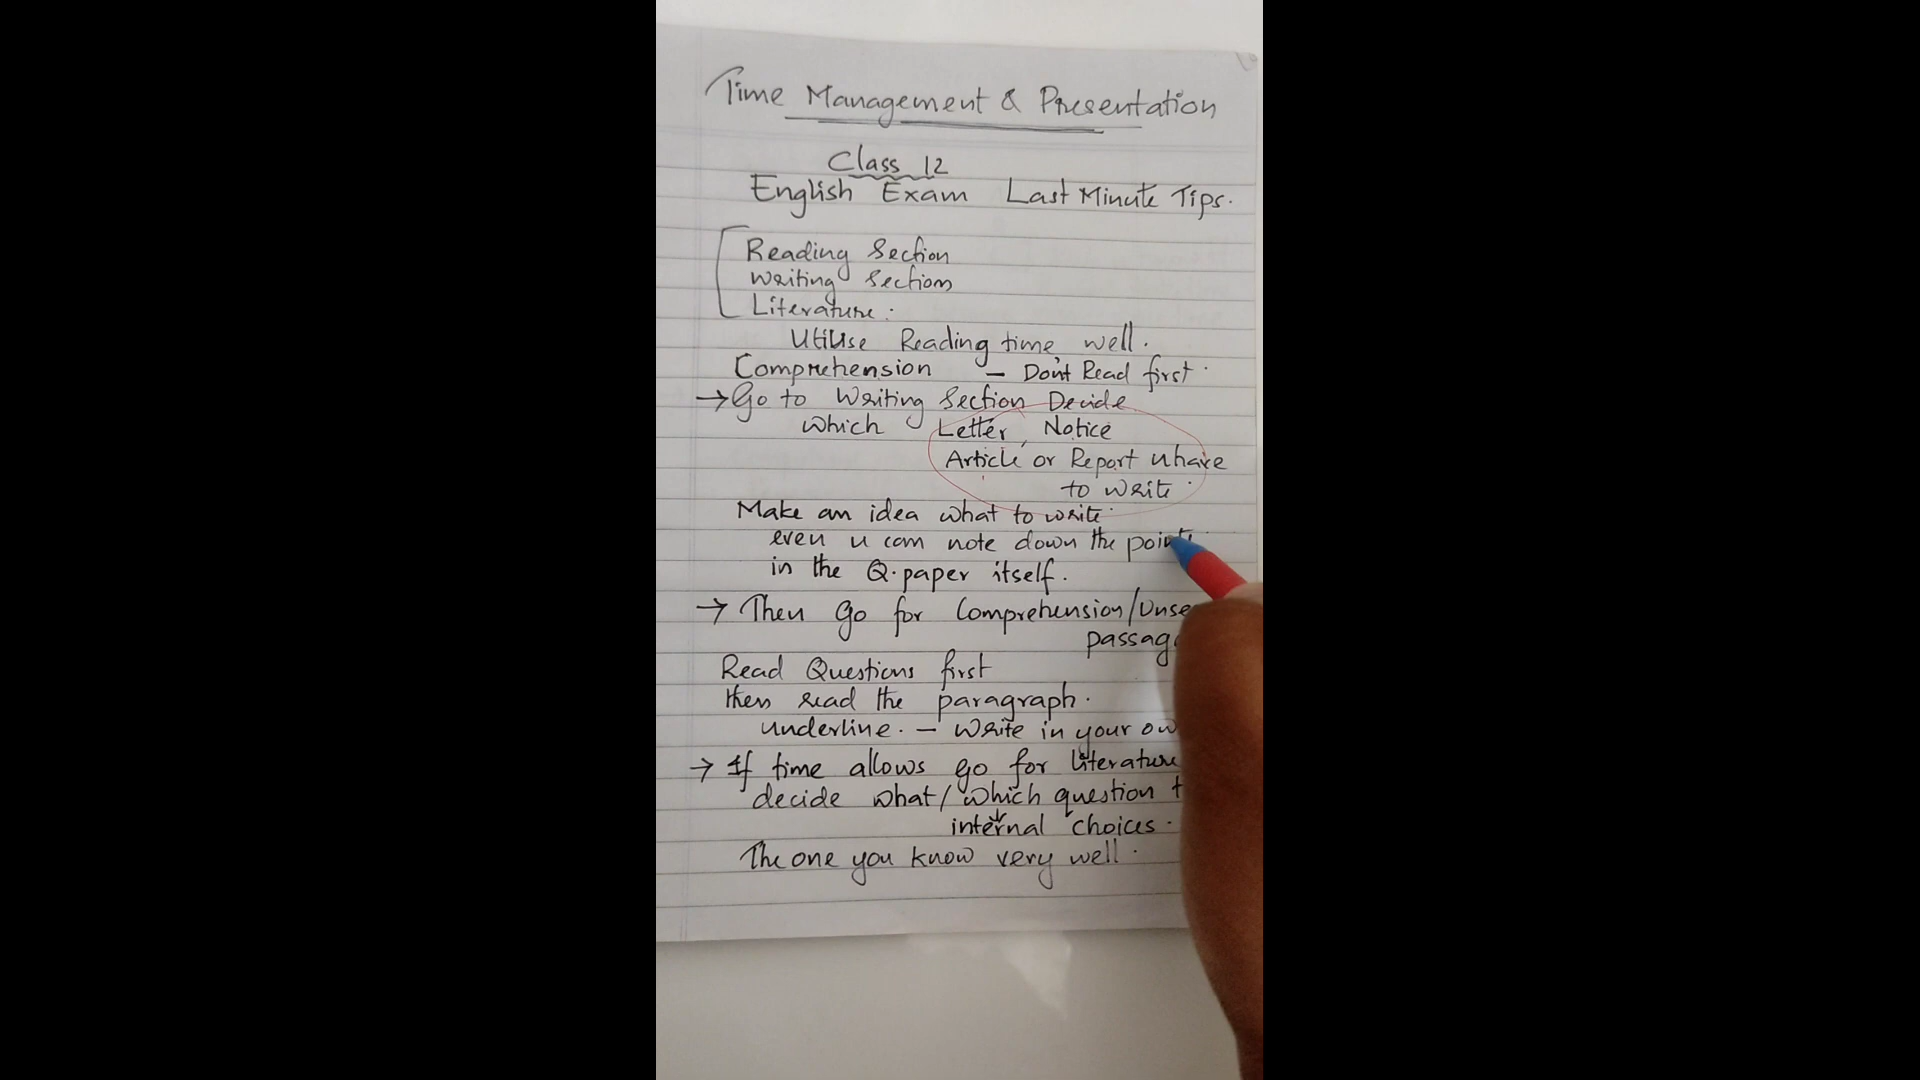 Time Management & Presentation
Class 12
English Exam Last Minute Tips.
Reading Section
Writing Section
Literature.
Utilise Reading time well.
Comprehension – Don't Read first.
→ Go to Writing Section Decide
which Letter, Notice
Article or Report u have
to write.
Make an idea what to write.
even u can note down the points
in the Q. paper itself.
→ Then go for Comprehension/
passag
Read Questions first
then read the paragraph.
underline. – Write in your
→ If time allows go for literature
decide what/which question
internal choices.
The one you know very well.